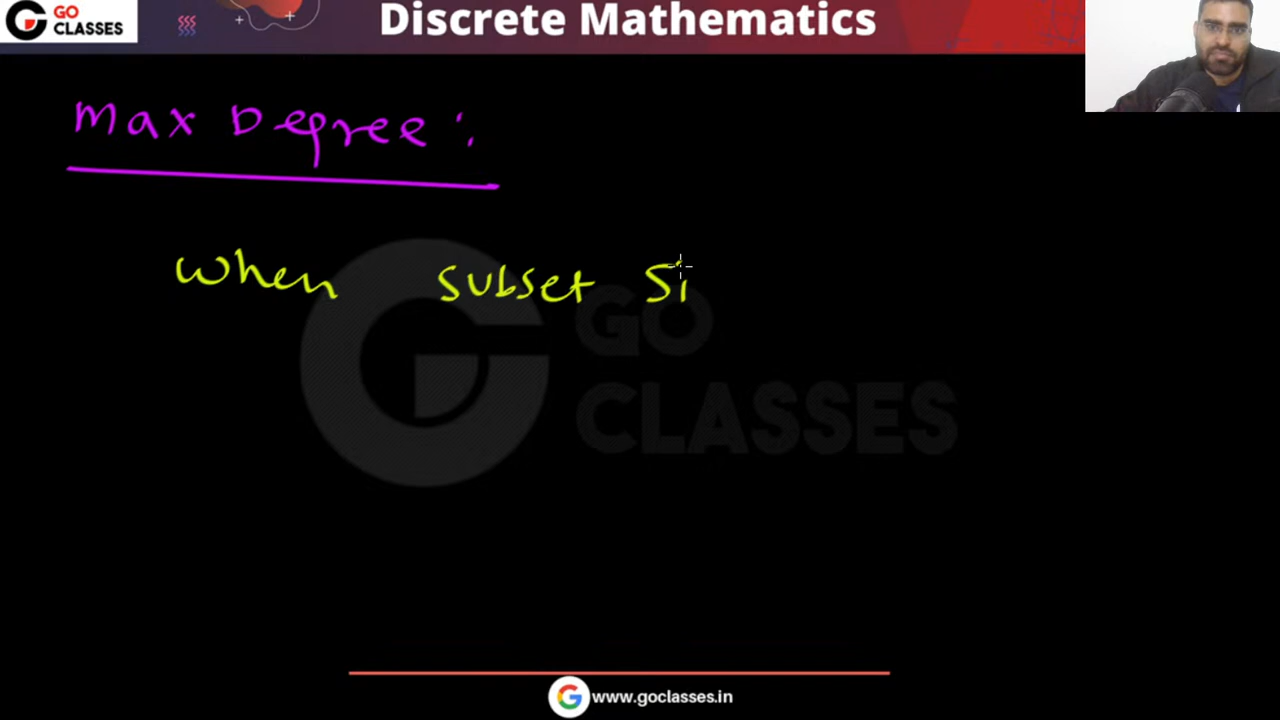 GO
CLASSES
Discrete Mathematics
Max Degree :
when subset Si
GO
CLASSES
www.goclasses.in